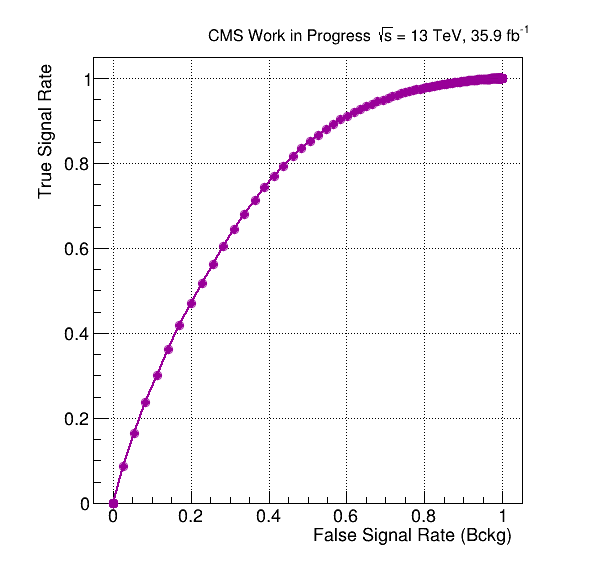 CMS Work in Progress √s = 13 TeV, 35.9 fb⁻¹
True Signal Rate
1
0.8
0.6
0.4
0.2
0
0 0.2 0.4 0.6 0.8 1
False Signal Rate (Bckg)